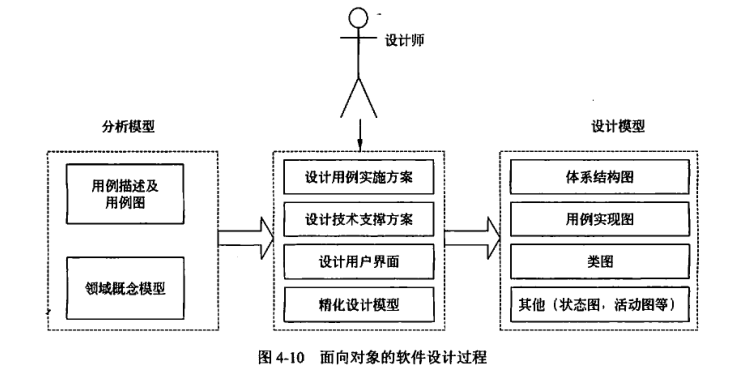 设计师
分析模型
用例描述及
用例图
领域概念模型
设计用例实施方案
设计技术支撑方案
设计用户界面
精化设计模型
设计模型
体系结构图
用例实现图
类图
其他（状态图，活动图等）
图 4-10 面向对象的软件设计过程